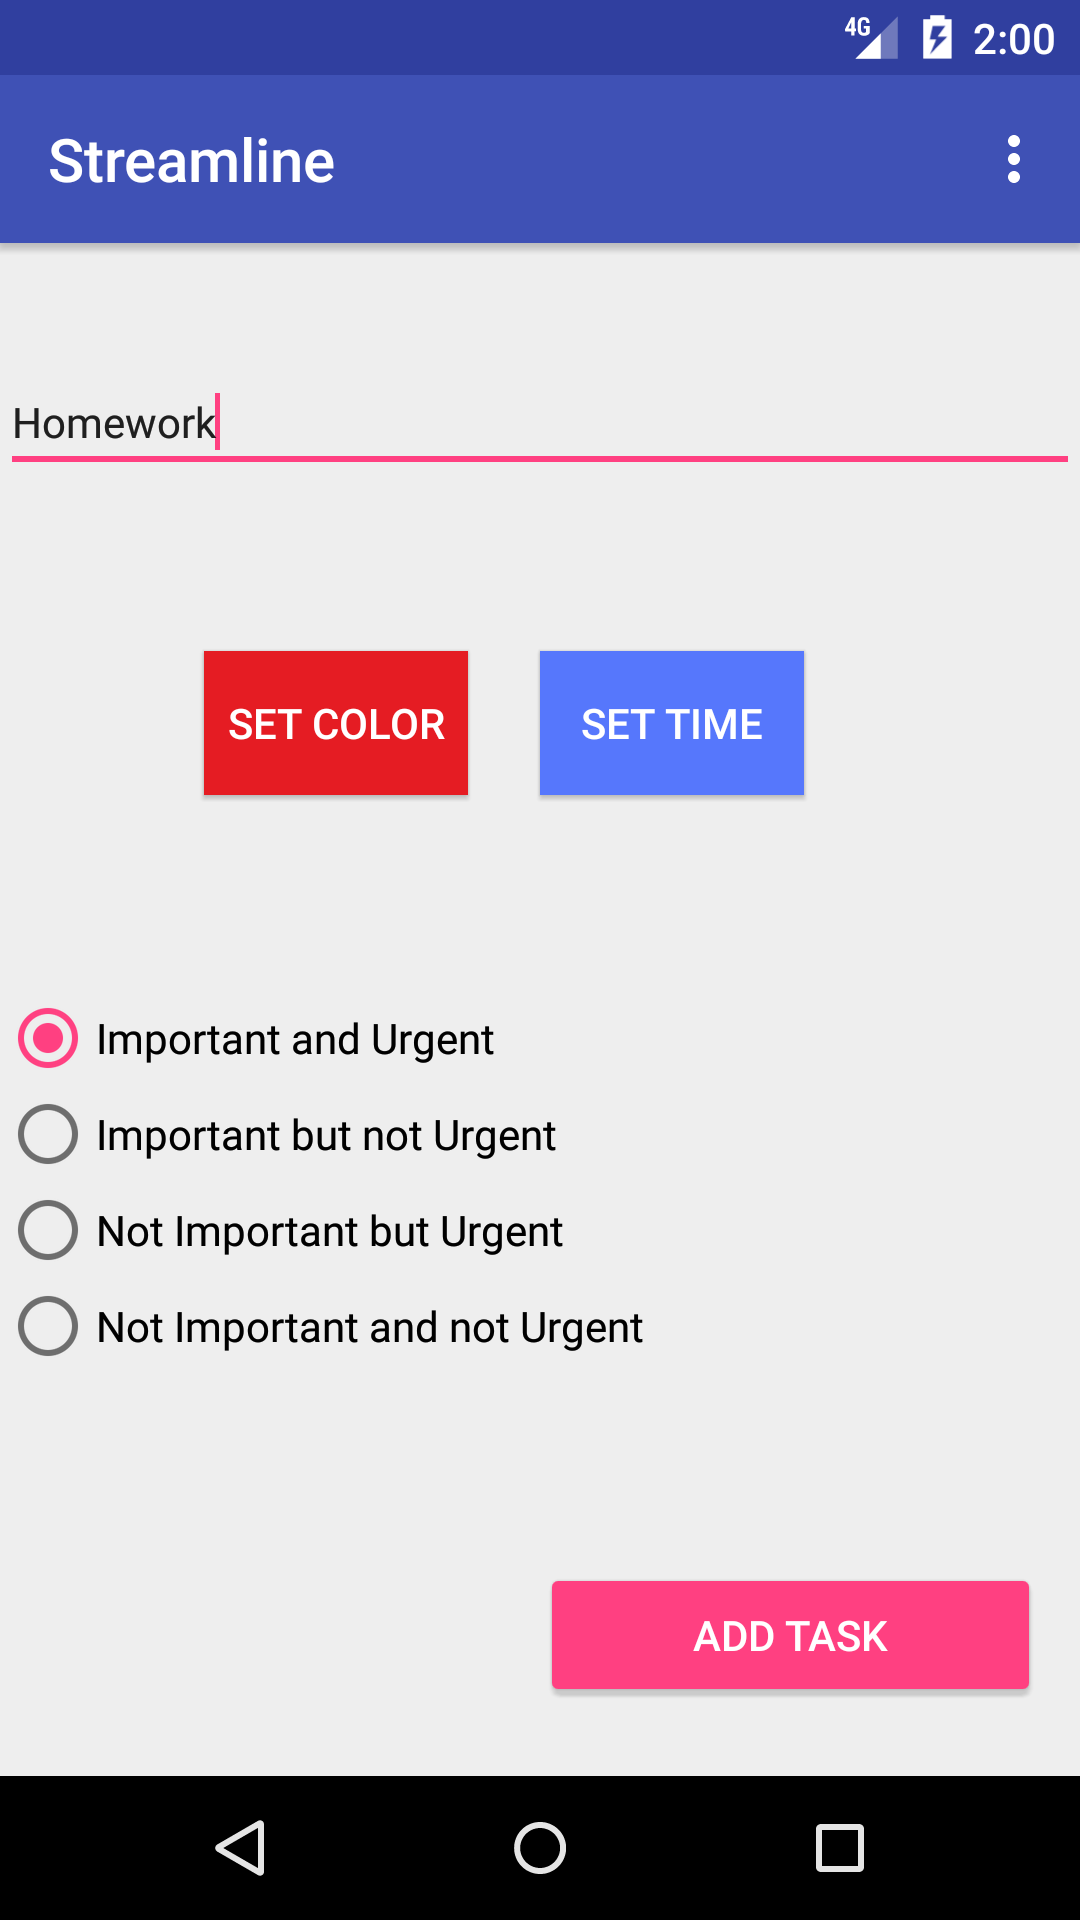 4G 2:00
Streamline
Homework
SET COLOR SET TIME
Important and Urgent
Important but not Urgent
Not Important but Urgent
Not Important and not Urgent
ADD TASK